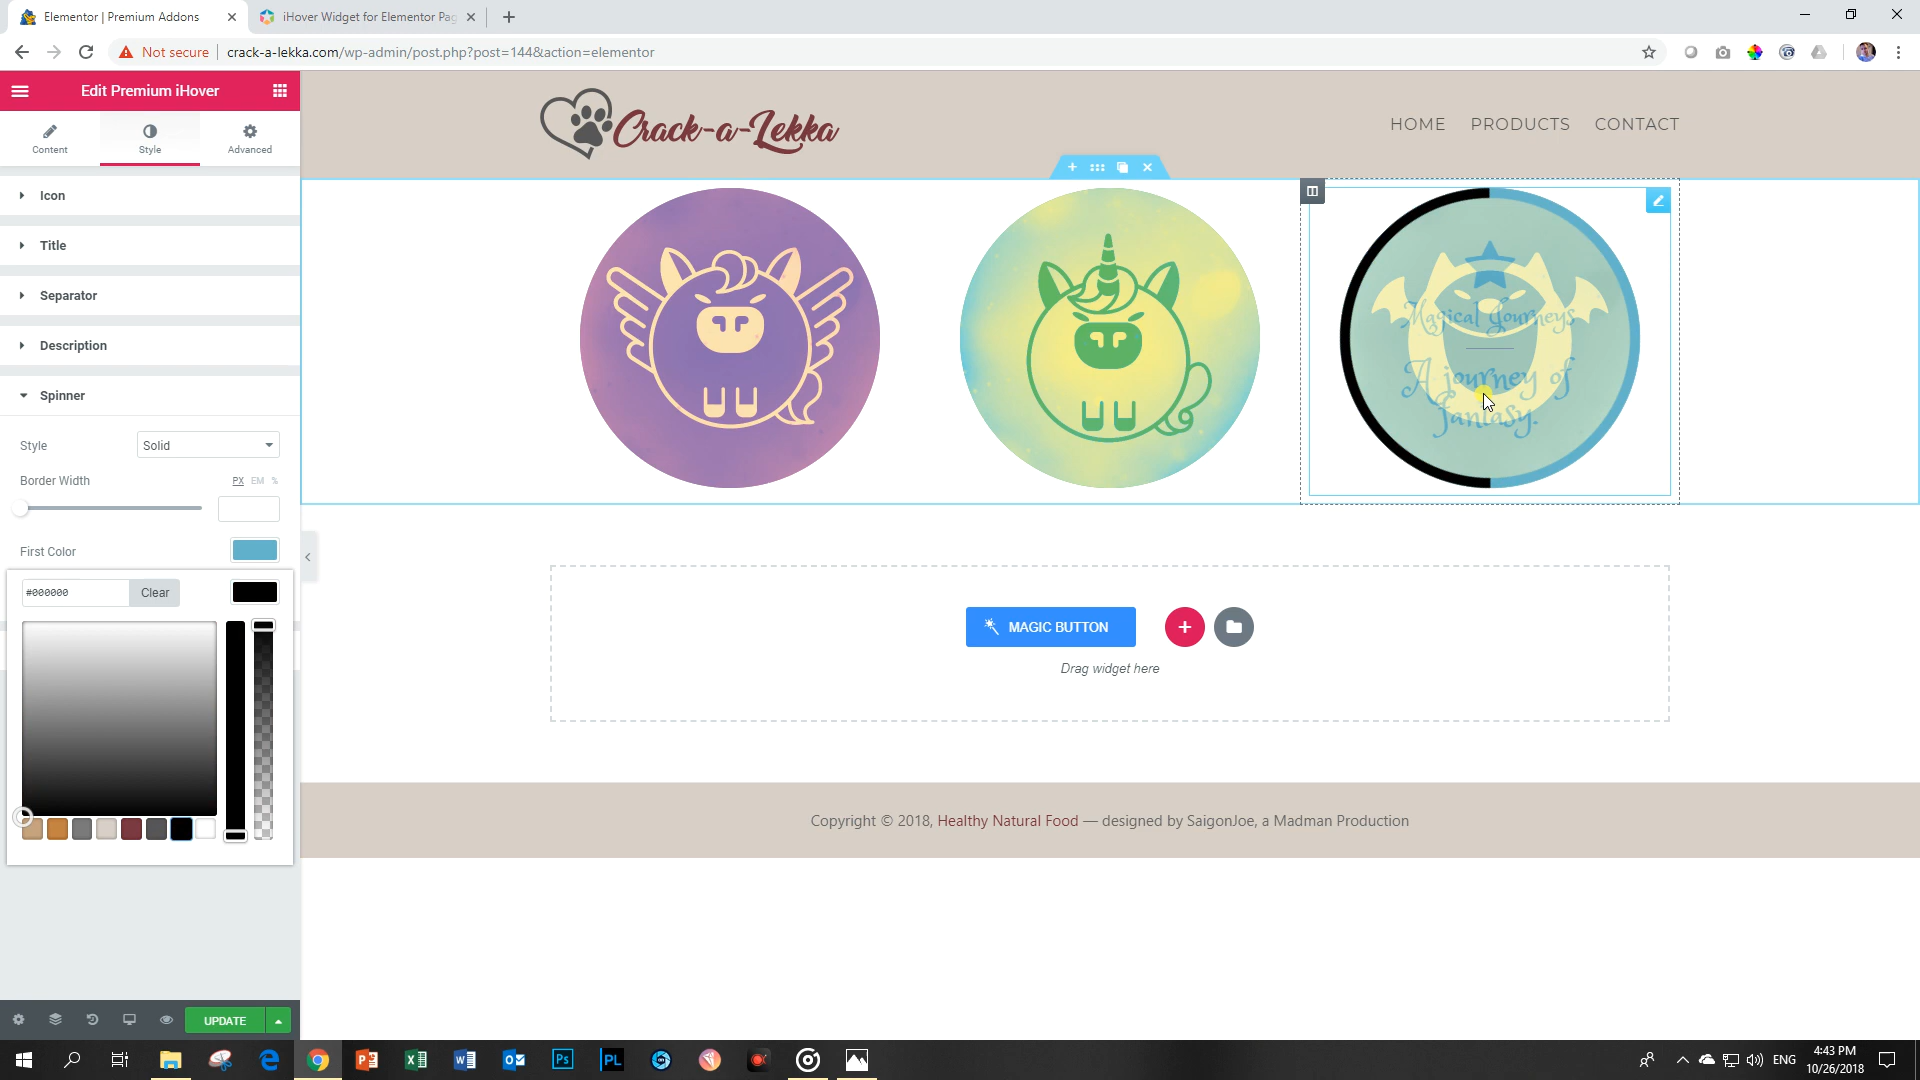 Elementor | Premium Addons
iHover Widget for Elementor Pag
Not secure
crack-a-lekka.com/wp-admin/post.php?post=144&action=elementor
Edit Premium iHover
Content
Style
Advanced
Icon
Title
Separator
Description
Spinner
Style
Solid
Border Width
PX EM %
First Color
#000000
Clear
UPDATE
Crack-a-Lekka
HOME PRODUCTS CONTACT
Magical Journeys
A journey of
fantasy.
MAGIC BUTTON
Drag widget here
Copyright © 2018, Healthy Natural Food — designed by SaigonJoe, a Madman Production
Ps
PL
ENG
4:43 PM
10/26/2018